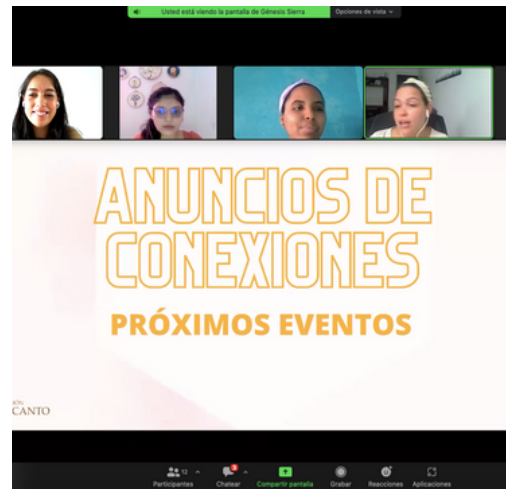 Usted está viendo la pantalla de Génesis Sierra Opciones de vista
ANUNCIOS DE
CONEXIONES
PRÓXIMOS EVENTOS
CANTO
12 3
Participantes Chatear Compartir pantalla Grabar Reacciones Aplicaciones